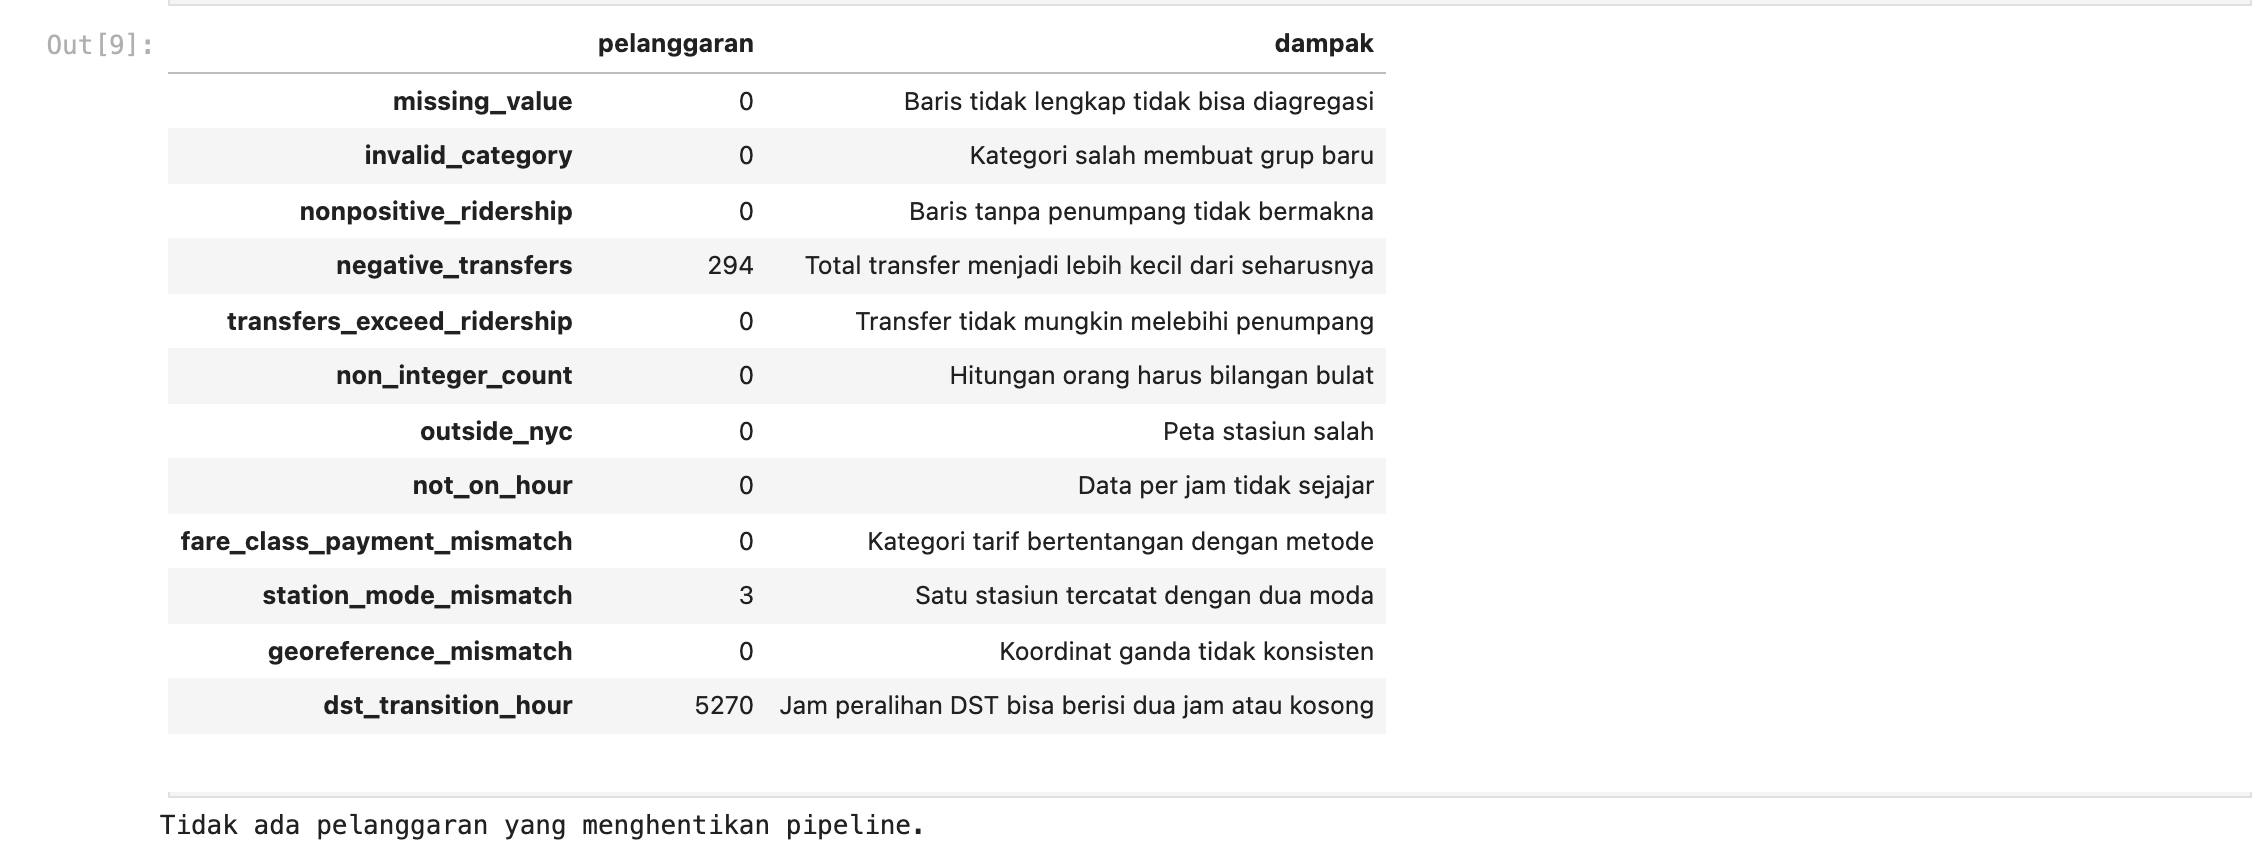 Out[9]:
pelanggaran dampak
missing_value 0 Baris tidak lengkap tidak bisa diagregasi
invalid_category 0 Kategori salah membuat grup baru
nonpositive_ridership 0 Baris tanpa penumpang tidak bermakna
negative_transfers 294 Total transfer menjadi lebih kecil dari seharusnya
transfers_exceed_ridership 0 Transfer tidak mungkin melebihi penumpang
non_integer_count 0 Hitungan orang harus bilangan bulat
outside_nyc 0 Peta stasiun salah
not_on_hour 0 Data per jam tidak sejajar
fare_class_payment_mismatch 0 Kategori tarif bertentangan dengan metode
station_mode_mismatch 3 Satu stasiun tercatat dengan dua moda
georeference_mismatch 0 Koordinat ganda tidak konsisten
dst_transition_hour 5270 Jam peralihan DST bisa berisi dua jam atau kosong
Tidak ada pelanggaran yang menghentikan pipeline.